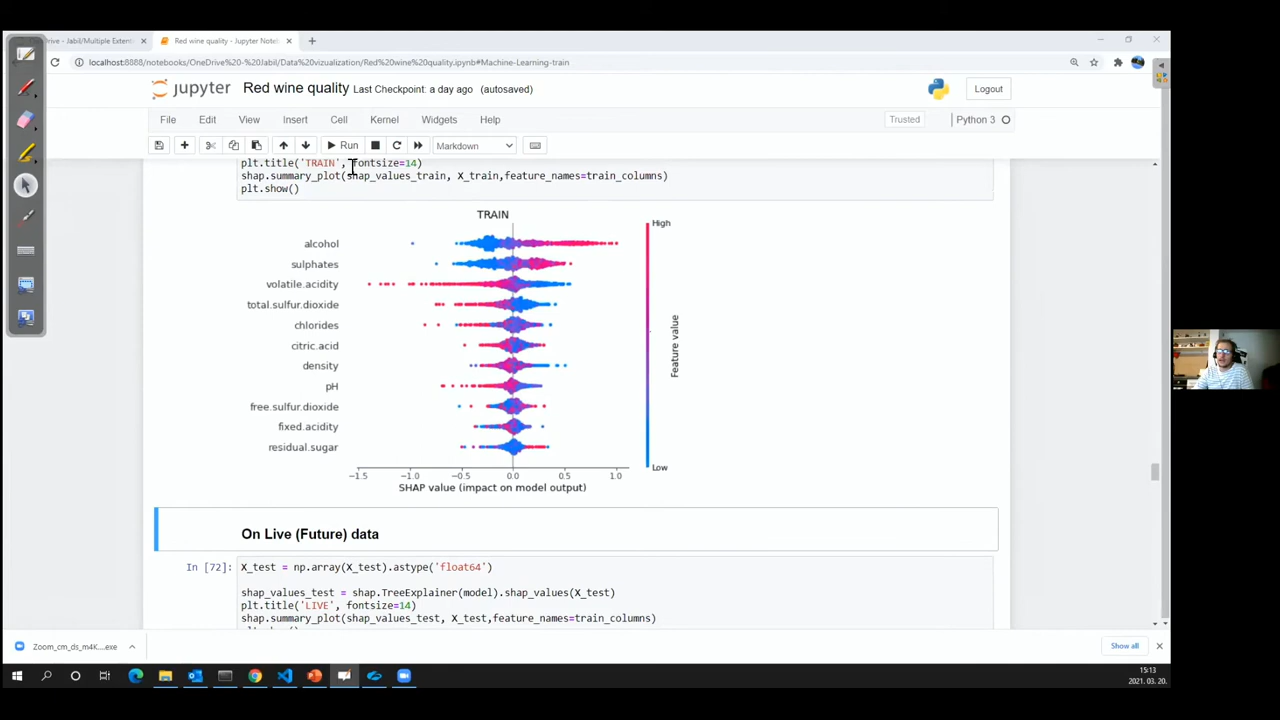 Drive - Jabil/Multiple Extent
Red wine quality - Jupyter Note
localhost:8888/notebooks/OneDrive%20-%20Jabil/Data%20vizualization/Red%20wine%20quality.ipynb#Machine-Learning-train
jupyter Red wine quality Last Checkpoint: a day ago (autosaved)
Logout
File Edit View Insert Cell Kernel Widgets Help
Trusted
Python 3
Run
Markdown
plt.title('TRAIN', fontsize=14)
shap.summary_plot(shap_values_train, X_train,feature_names=train_columns)
plt.show()
TRAIN
High
alcohol
sulphates
volatile.acidity
total.sulfur.dioxide
chlorides
citric.acid
density
pH
free.sulfur.dioxide
fixed.acidity
residual.sugar
Feature value
Low
−1.5 −1.0 −0.5 0.0 0.5 1.0
SHAP value (impact on model output)
On Live (Future) data
In [72]:
X_test = np.array(X_test).astype('float64')
shap_values_test = shap.TreeExplainer(model).shap_values(X_test)
plt.title('LIVE', fontsize=14)
shap.summary_plot(shap_values_test, X_test,feature_names=train_columns)
Zoom_cm_ds_m4K....exe
Show all
15:13
2021. 03. 20.